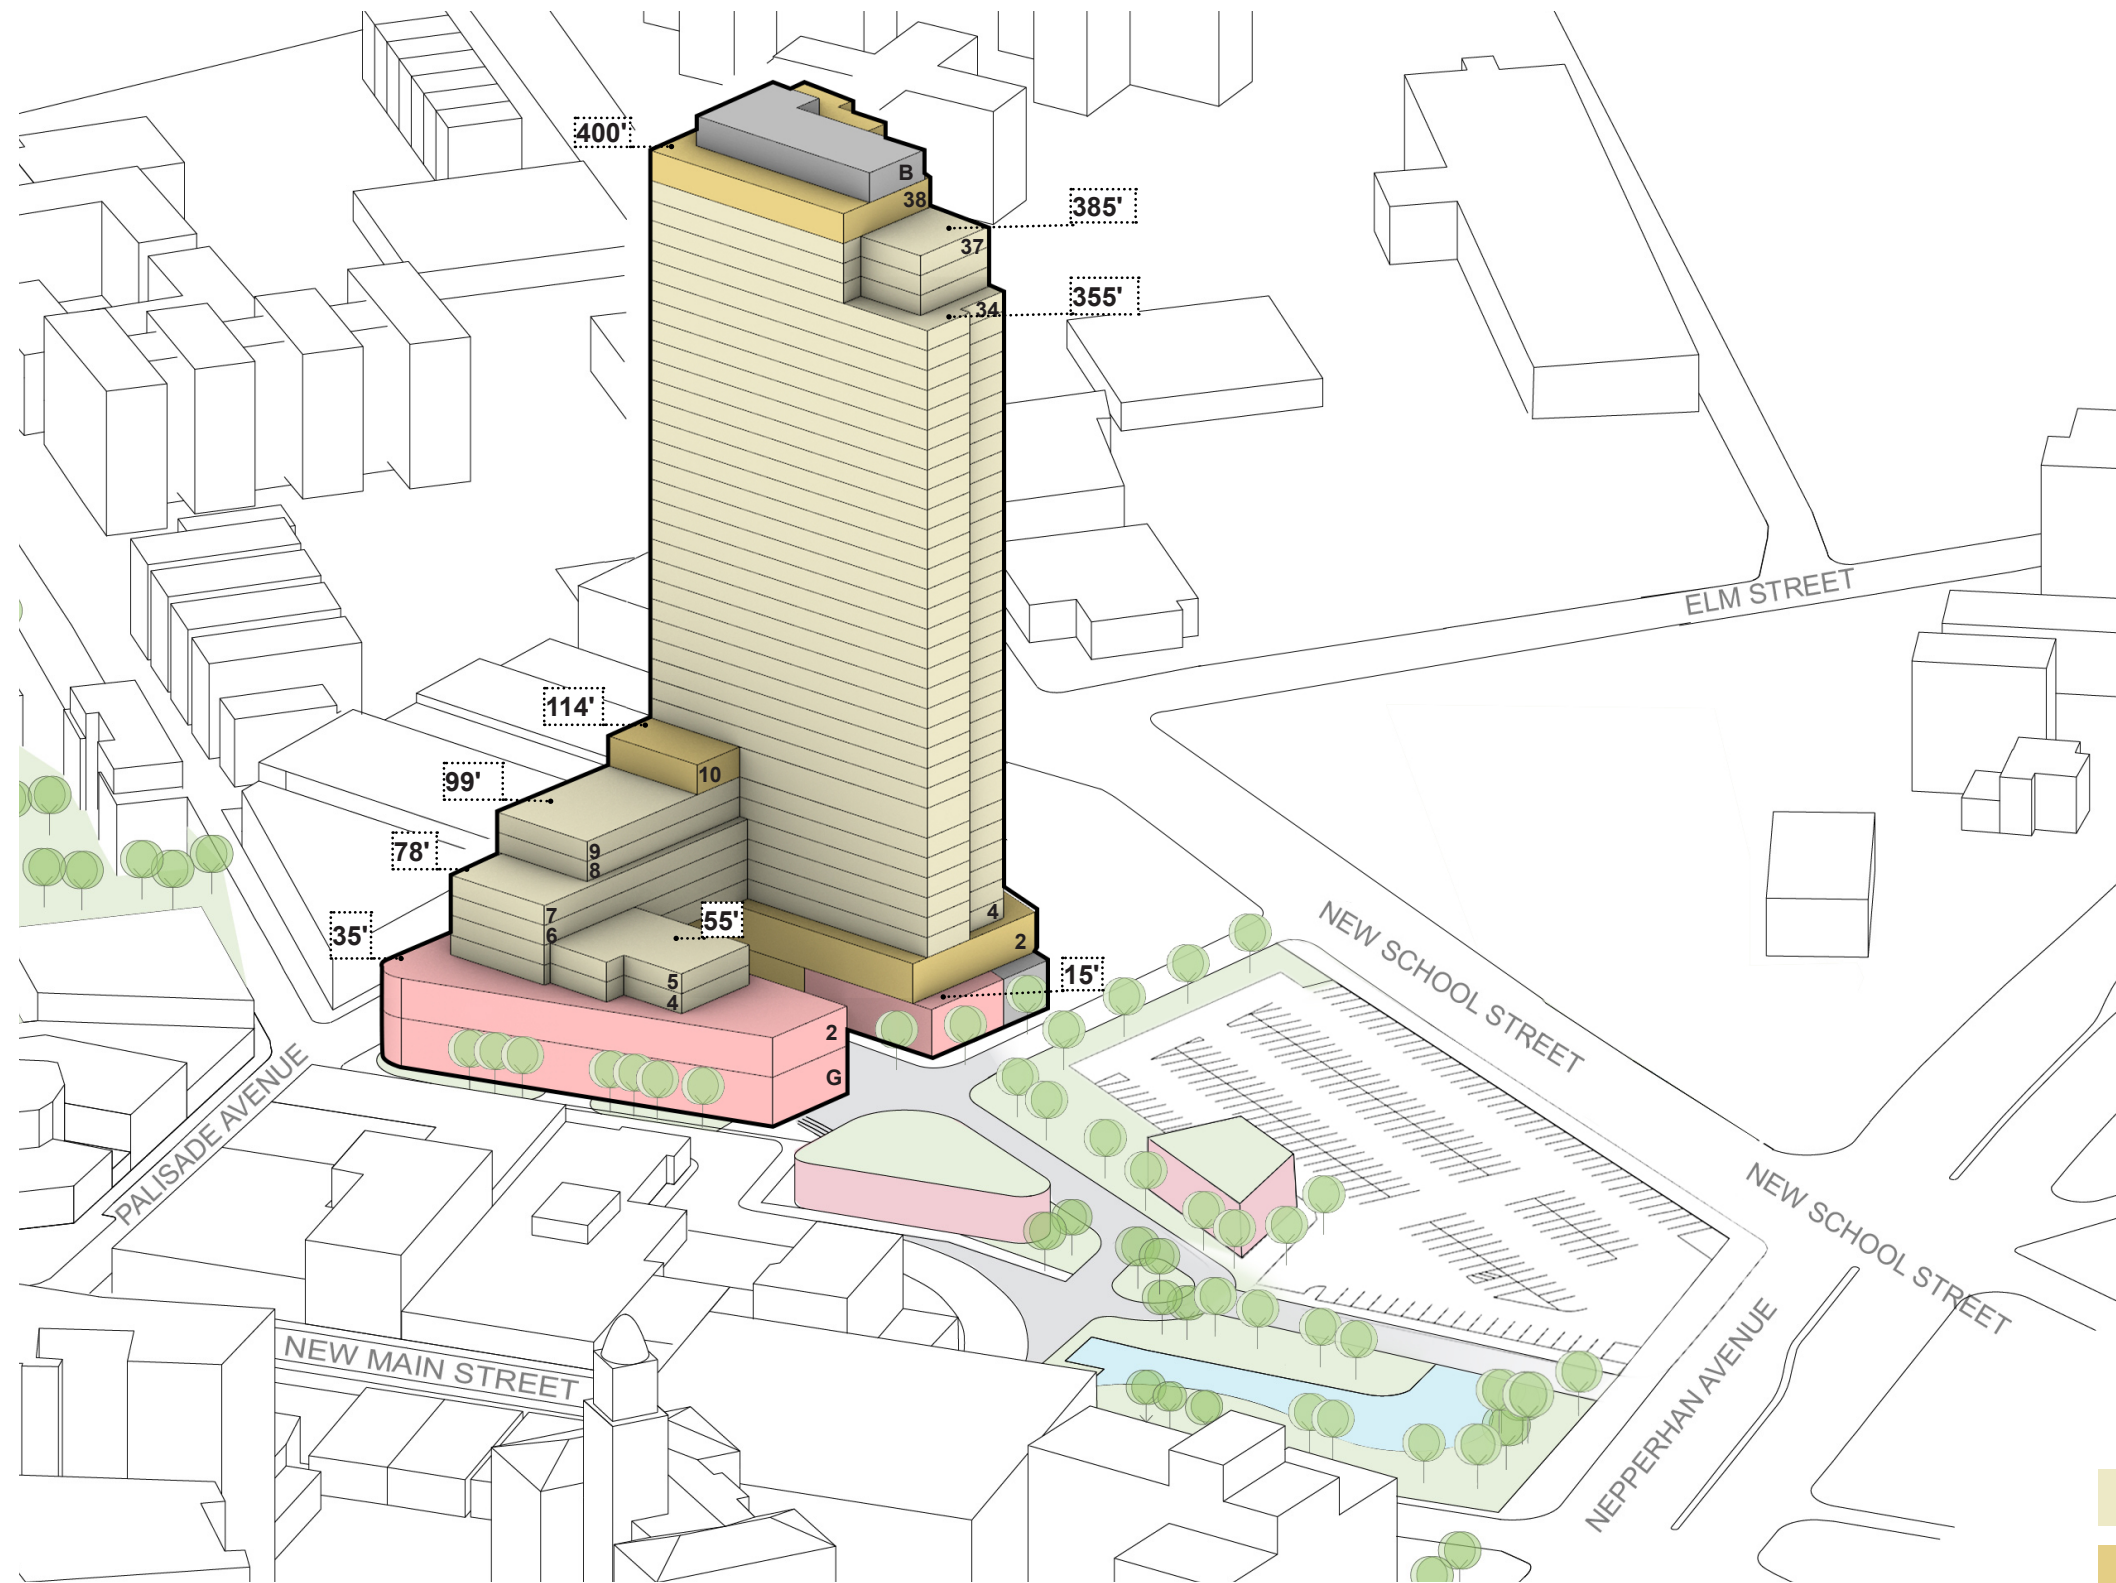 400'
B
38
385'
37
355'
34
ELM STREET
114'
10
99'
9
8
78'
7
6
55'
35'
5
4
4
2
15'
2
G
NEW SCHOOL STREET
PALISADE AVENUE
NEW SCHOOL STREET
NEW MAIN STREET
NEPPERHAN AVENUE